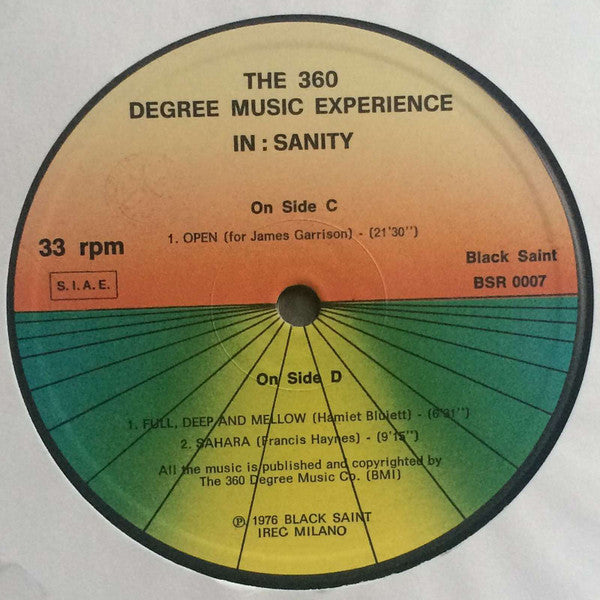 THE 360
DEGREE MUSIC EXPERIENCE
IN : SANITY
On Side C
1. OPEN (for James Garrison) - (21'30'')
33 rpm
S. I. A. E.
Black Saint
BSR 0007
On Side D
1. FULL, DEEP AND MELLOW (Hamiet Bluiett) - (6'31'')
2. SAHARA (Francis Haynes) - (9'15'')
All the music is published and copyrighted by
The 360 Degree Music Co. (BMI)
℗ 1976 BLACK SAINT
IREC MILANO